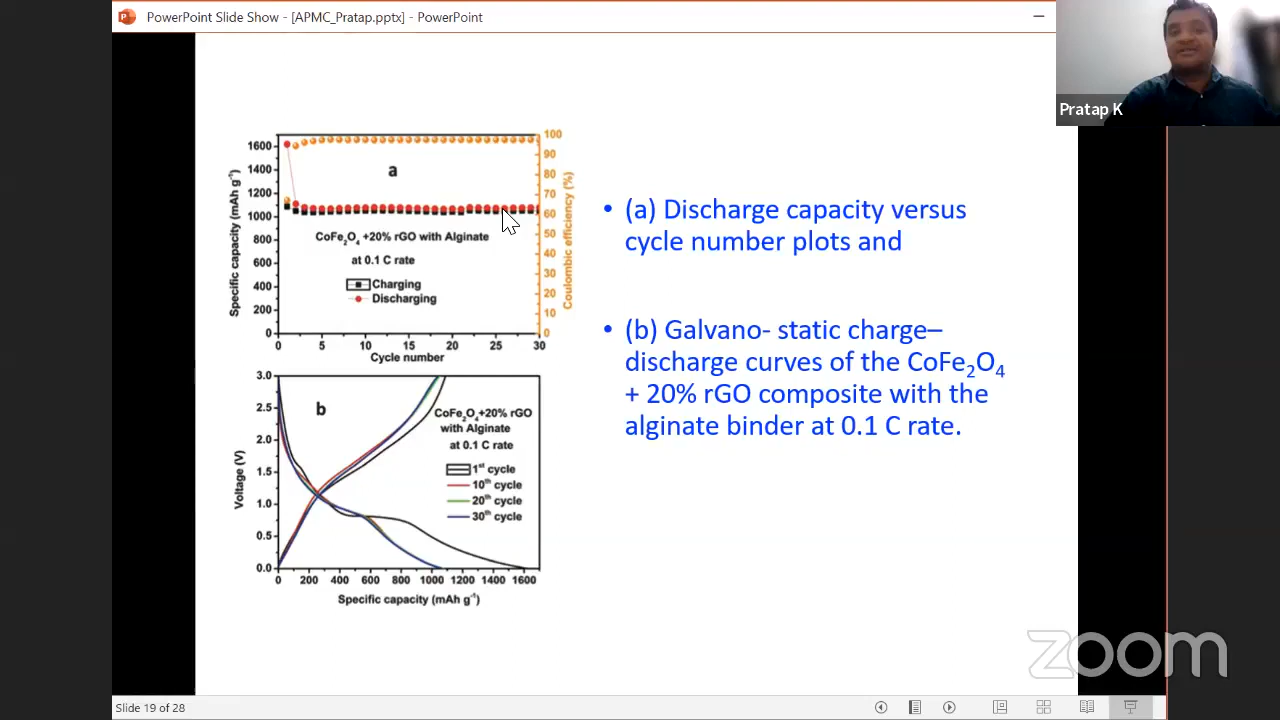 PowerPoint Slide Show - [APMC_Pratap.pptx] - PowerPoint
Pratap K
1600
1400
1200
1000
800
600
400
200
0
Specific capacity (mAh g⁻¹)
a
CoFe₂O₄ +20% rGO with Alginate
at 0.1 C rate
Charging
Discharging
100
90
80
70
60
50
40
30
20
10
0
Coulombic efficiency (%)
0 5 10 15 20 25 30
Cycle number
3.0
2.5
2.0
1.5
1.0
0.5
0.0
Voltage (V)
b
CoFe₂O₄+20% rGO
with Alginate
at 0.1 C rate
1ˢᵗ cycle
10ᵗʰ cycle
20ᵗʰ cycle
30ᵗʰ cycle
0 200 400 600 800 1000 1200 1400 1600
Specific capacity (mAh g⁻¹)
• (a) Discharge capacity versus
cycle number plots and
• (b) Galvano- static charge–
discharge curves of the CoFe₂O₄
+ 20% rGO composite with the
alginate binder at 0.1 C rate.
zoom
Slide 19 of 28